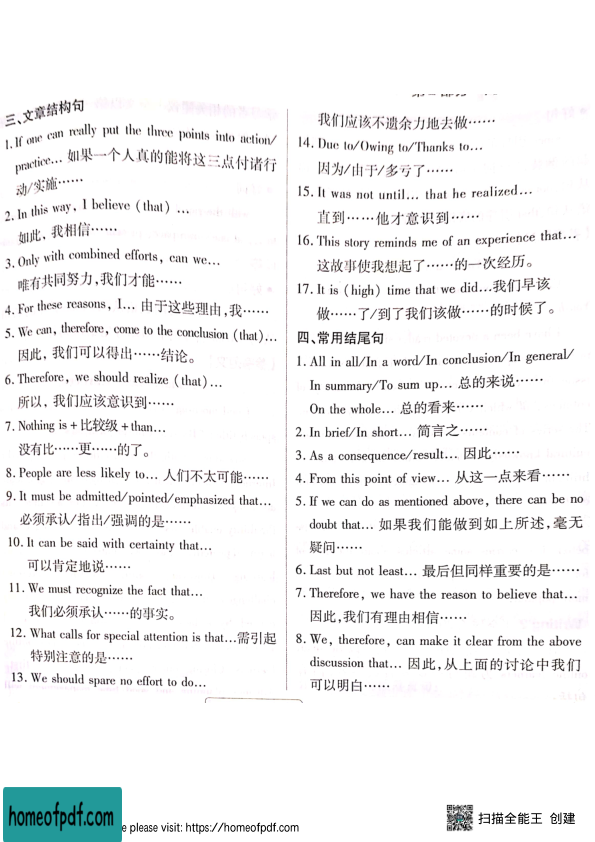 三、文章结构句
1. If one can really put the three points into action/
practice... 如果一个人真的能将这三点付诸行
动/实施……
2. In this way, I believe (that) ...
如此,我相信……
3. Only with combined efforts, can we...
唯有共同努力,我们才能……
4. For these reasons, I... 由于这些理由,我……
5. We can, therefore, come to the conclusion (that)...
因此,我们可以得出……结论。
6. Therefore, we should realize (that)...
所以,我们应该意识到……
7. Nothing is+比较级+than...
没有比……更……的了。
8. People are less likely to... 人们不太可能……
9. It must be admitted/pointed/emphasized that...
必须承认/指出/强调的是……
10. It can be said with certainty that...
可以肯定地说……
11. We must recognize the fact that...
我们必须承认……的事实。
12. What calls for special attention is that...需引起
特别注意的是……
13. We should spare no effort to do...
我们应该不遗余力地去做……
14. Due to/Owing to/Thanks to...
因为/由于/多亏了……
15. It was not until... that he realized...
直到……他才意识到……
16. This story reminds me of an experience that...
这故事使我想起了……的一次经历。
17. It is (high) time that we did...我们早该
做……了/到了我们该做……的时候了。
四、常用结尾句
1. All in all/In a word/In conclusion/In general/
In summary/To sum up... 总的来说……
On the whole... 总的看来……
2. In brief/In short... 简言之……
3. As a consequence/result... 因此……
4. From this point of view... 从这一点来看……
5. If we can do as mentioned above, there can be no
doubt that... 如果我们能做到如上所述,毫无
疑问……
6. Last but not least... 最后但同样重要的是……
7. Therefore, we have the reason to believe that...
因此,我们有理由相信……
8. We, therefore, can make it clear from the above
discussion that... 因此,从上面的讨论中我们
可以明白……
homeofpdf.com
e please visit: https://homeofpdf.com
扫描全能王 创建